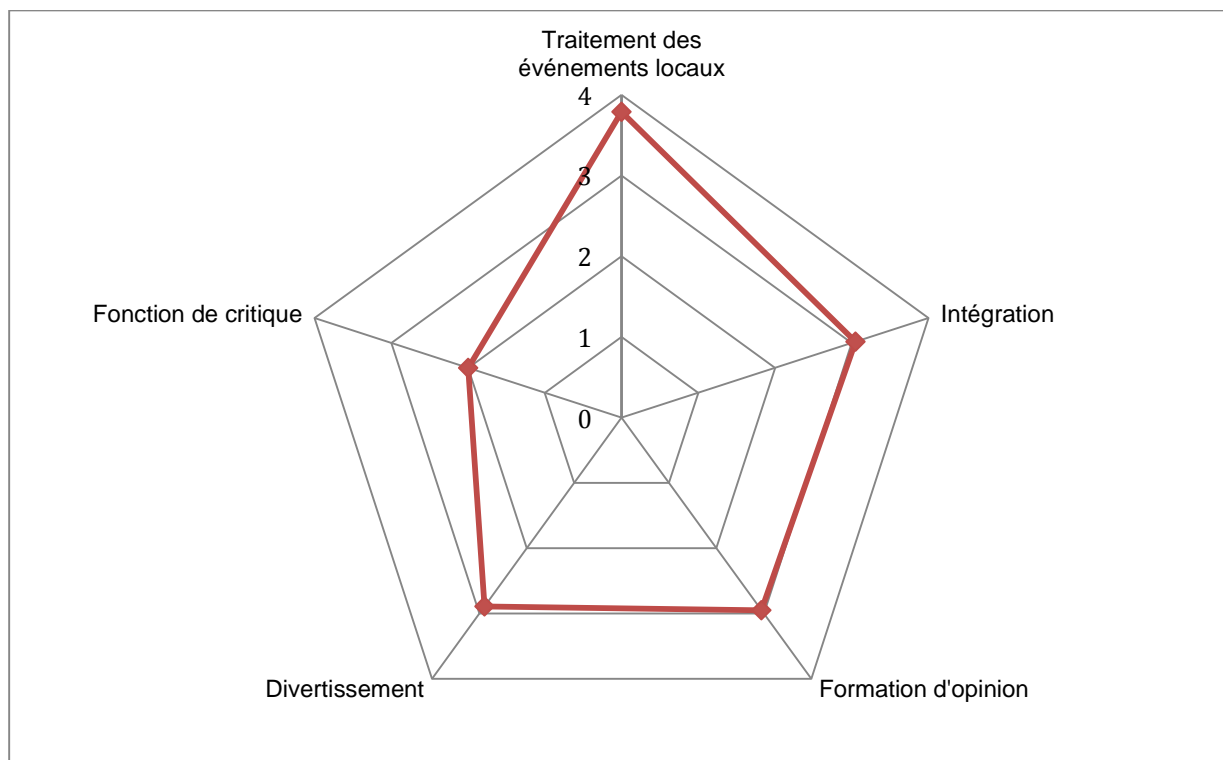 Traitement des
événements locaux
4
3
Fonction de critique
Intégration
2
1
0
Divertissement
Formation d'opinion